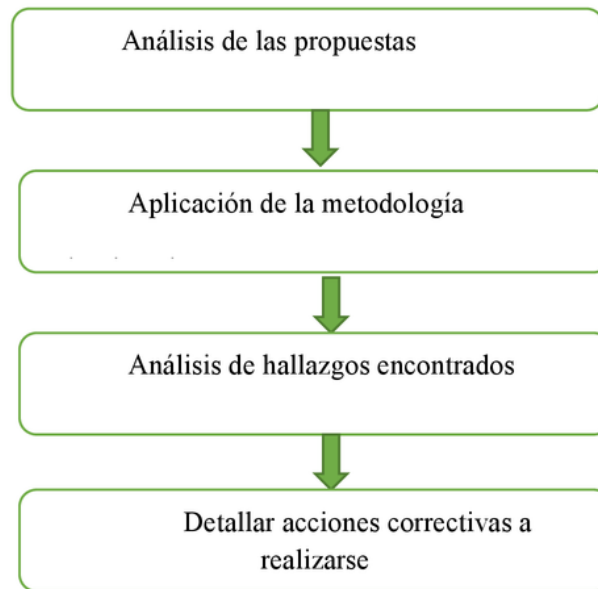 Análisis de las propuestas
Aplicación de la metodología
Análisis de hallazgos encontrados
Detallar acciones correctivas a
realizarse